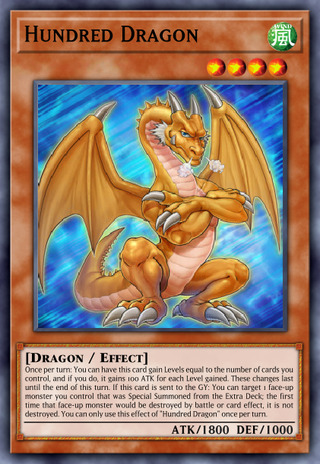 HUNDRED DRAGON
WIND
風
[DRAGON / EFFECT]
Once per turn: You can have this card gain Levels equal to the number of cards you
control, and if you do, it gains 100 ATK for each Level gained. These changes last
until the end of this turn. If this card is sent to the GY: You can target 1 face-up
monster you control that was Special Summoned from the Extra Deck; the first
time that face-up monster would be destroyed by battle or card effect, it is not
destroyed. You can only use this effect of "Hundred Dragon" once per turn.
ATK/1800 DEF/1000